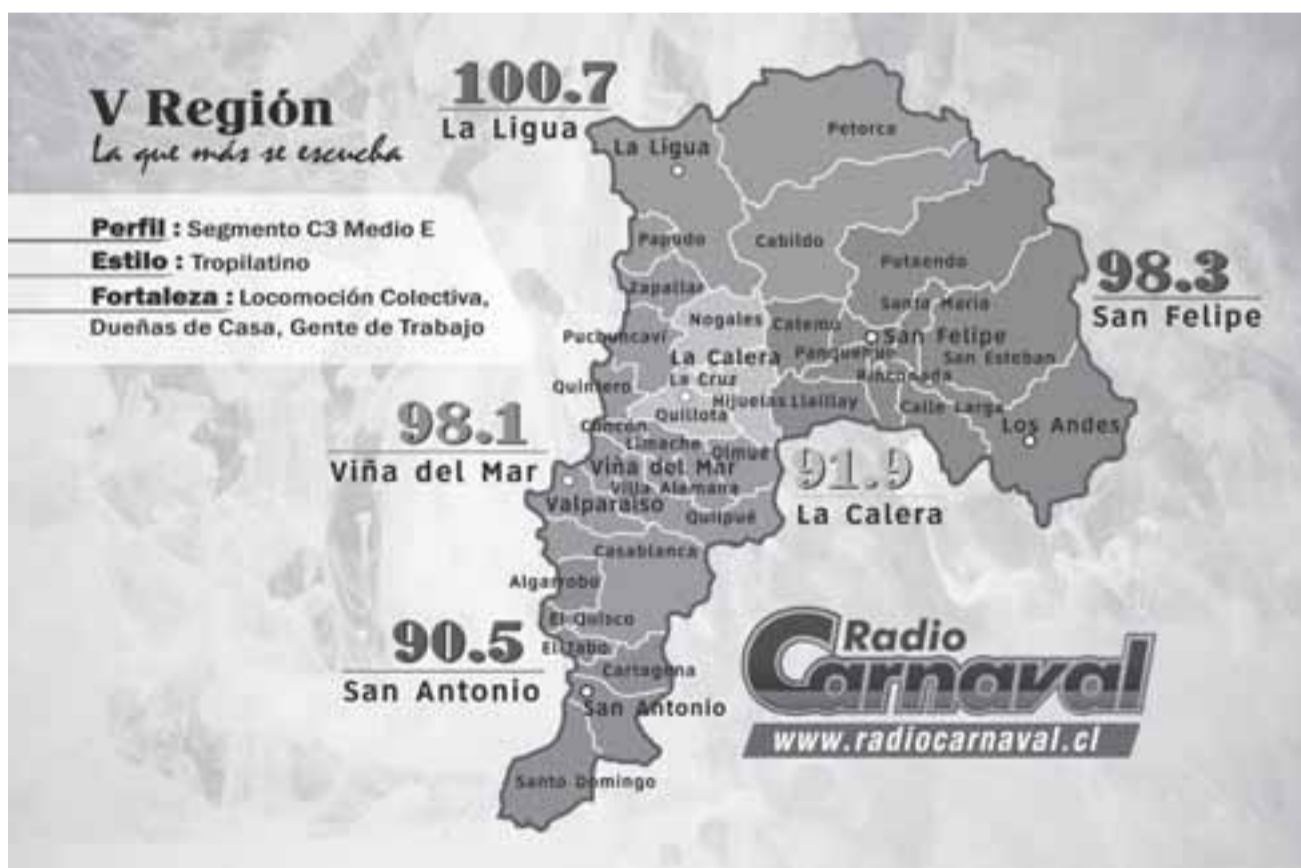 V Región
La que más se escucha
Perfil : Segmento C3 Medio E
Estilo : Tropilatino
Fortaleza : Locomoción Colectiva,
Dueñas de Casa, Gente de Trabajo
100.7
La Ligua
98.3
San Felipe
98.1
Viña del Mar
91.9
La Calera
90.5
San Antonio
Petorca
La Ligua
Papudo
Cabildo
Putaendo
Zapallar
Santa María
Nogales
Catemu
San Felipe
Puchuncaví
La Calera
Panquehue
San Esteban
Rinconada
La Cruz
Quintero
Hijuelas
Llaillay
Calle Larga
Quillota
Los Andes
Concón
Limache
Olmué
Viña del Mar
Villa Alemana
Valparaíso
Quilpué
Casablanca
Algarrobo
El Quisco
El Tabo
Cartagena
San Antonio
Santo Domingo
Radio
Carnaval
www.radiocarnaval.cl